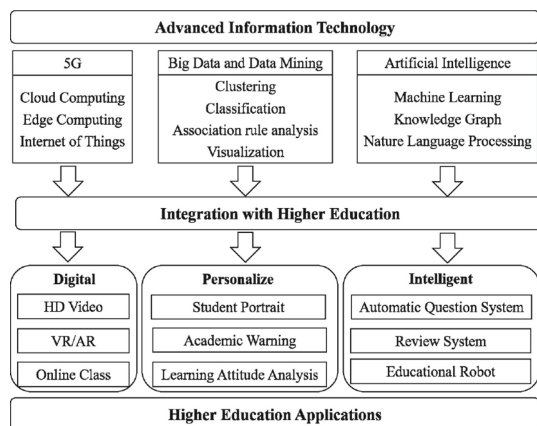 Advanced Information Technology
5G
Cloud Computing
Edge Computing
Internet of Things
Big Data and Data Mining
Clustering
Classification
Association rule analysis
Visualization
Artificial Intelligence
Machine Learning
Knowledge Graph
Nature Language Processing
Integration with Higher Education
Digital
HD Video
VR/AR
Online Class
Personalize
Student Portrait
Academic Warning
Learning Attitude Analysis
Intelligent
Automatic Question System
Review System
Educational Robot
Higher Education Applications